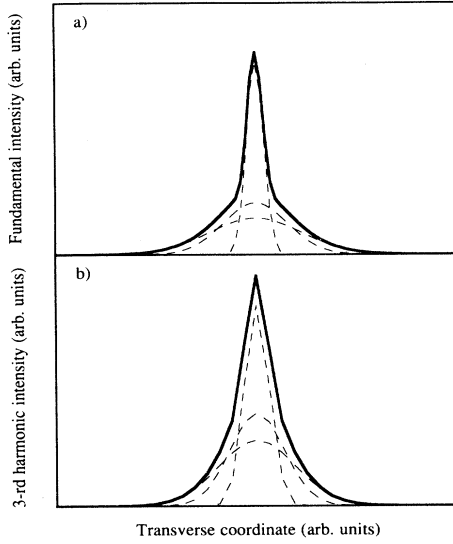 a)
Fundamental intensity (arb. units)
b)
3-rd harmonic intensity (arb. units)
Transverse coordinate (arb. units)